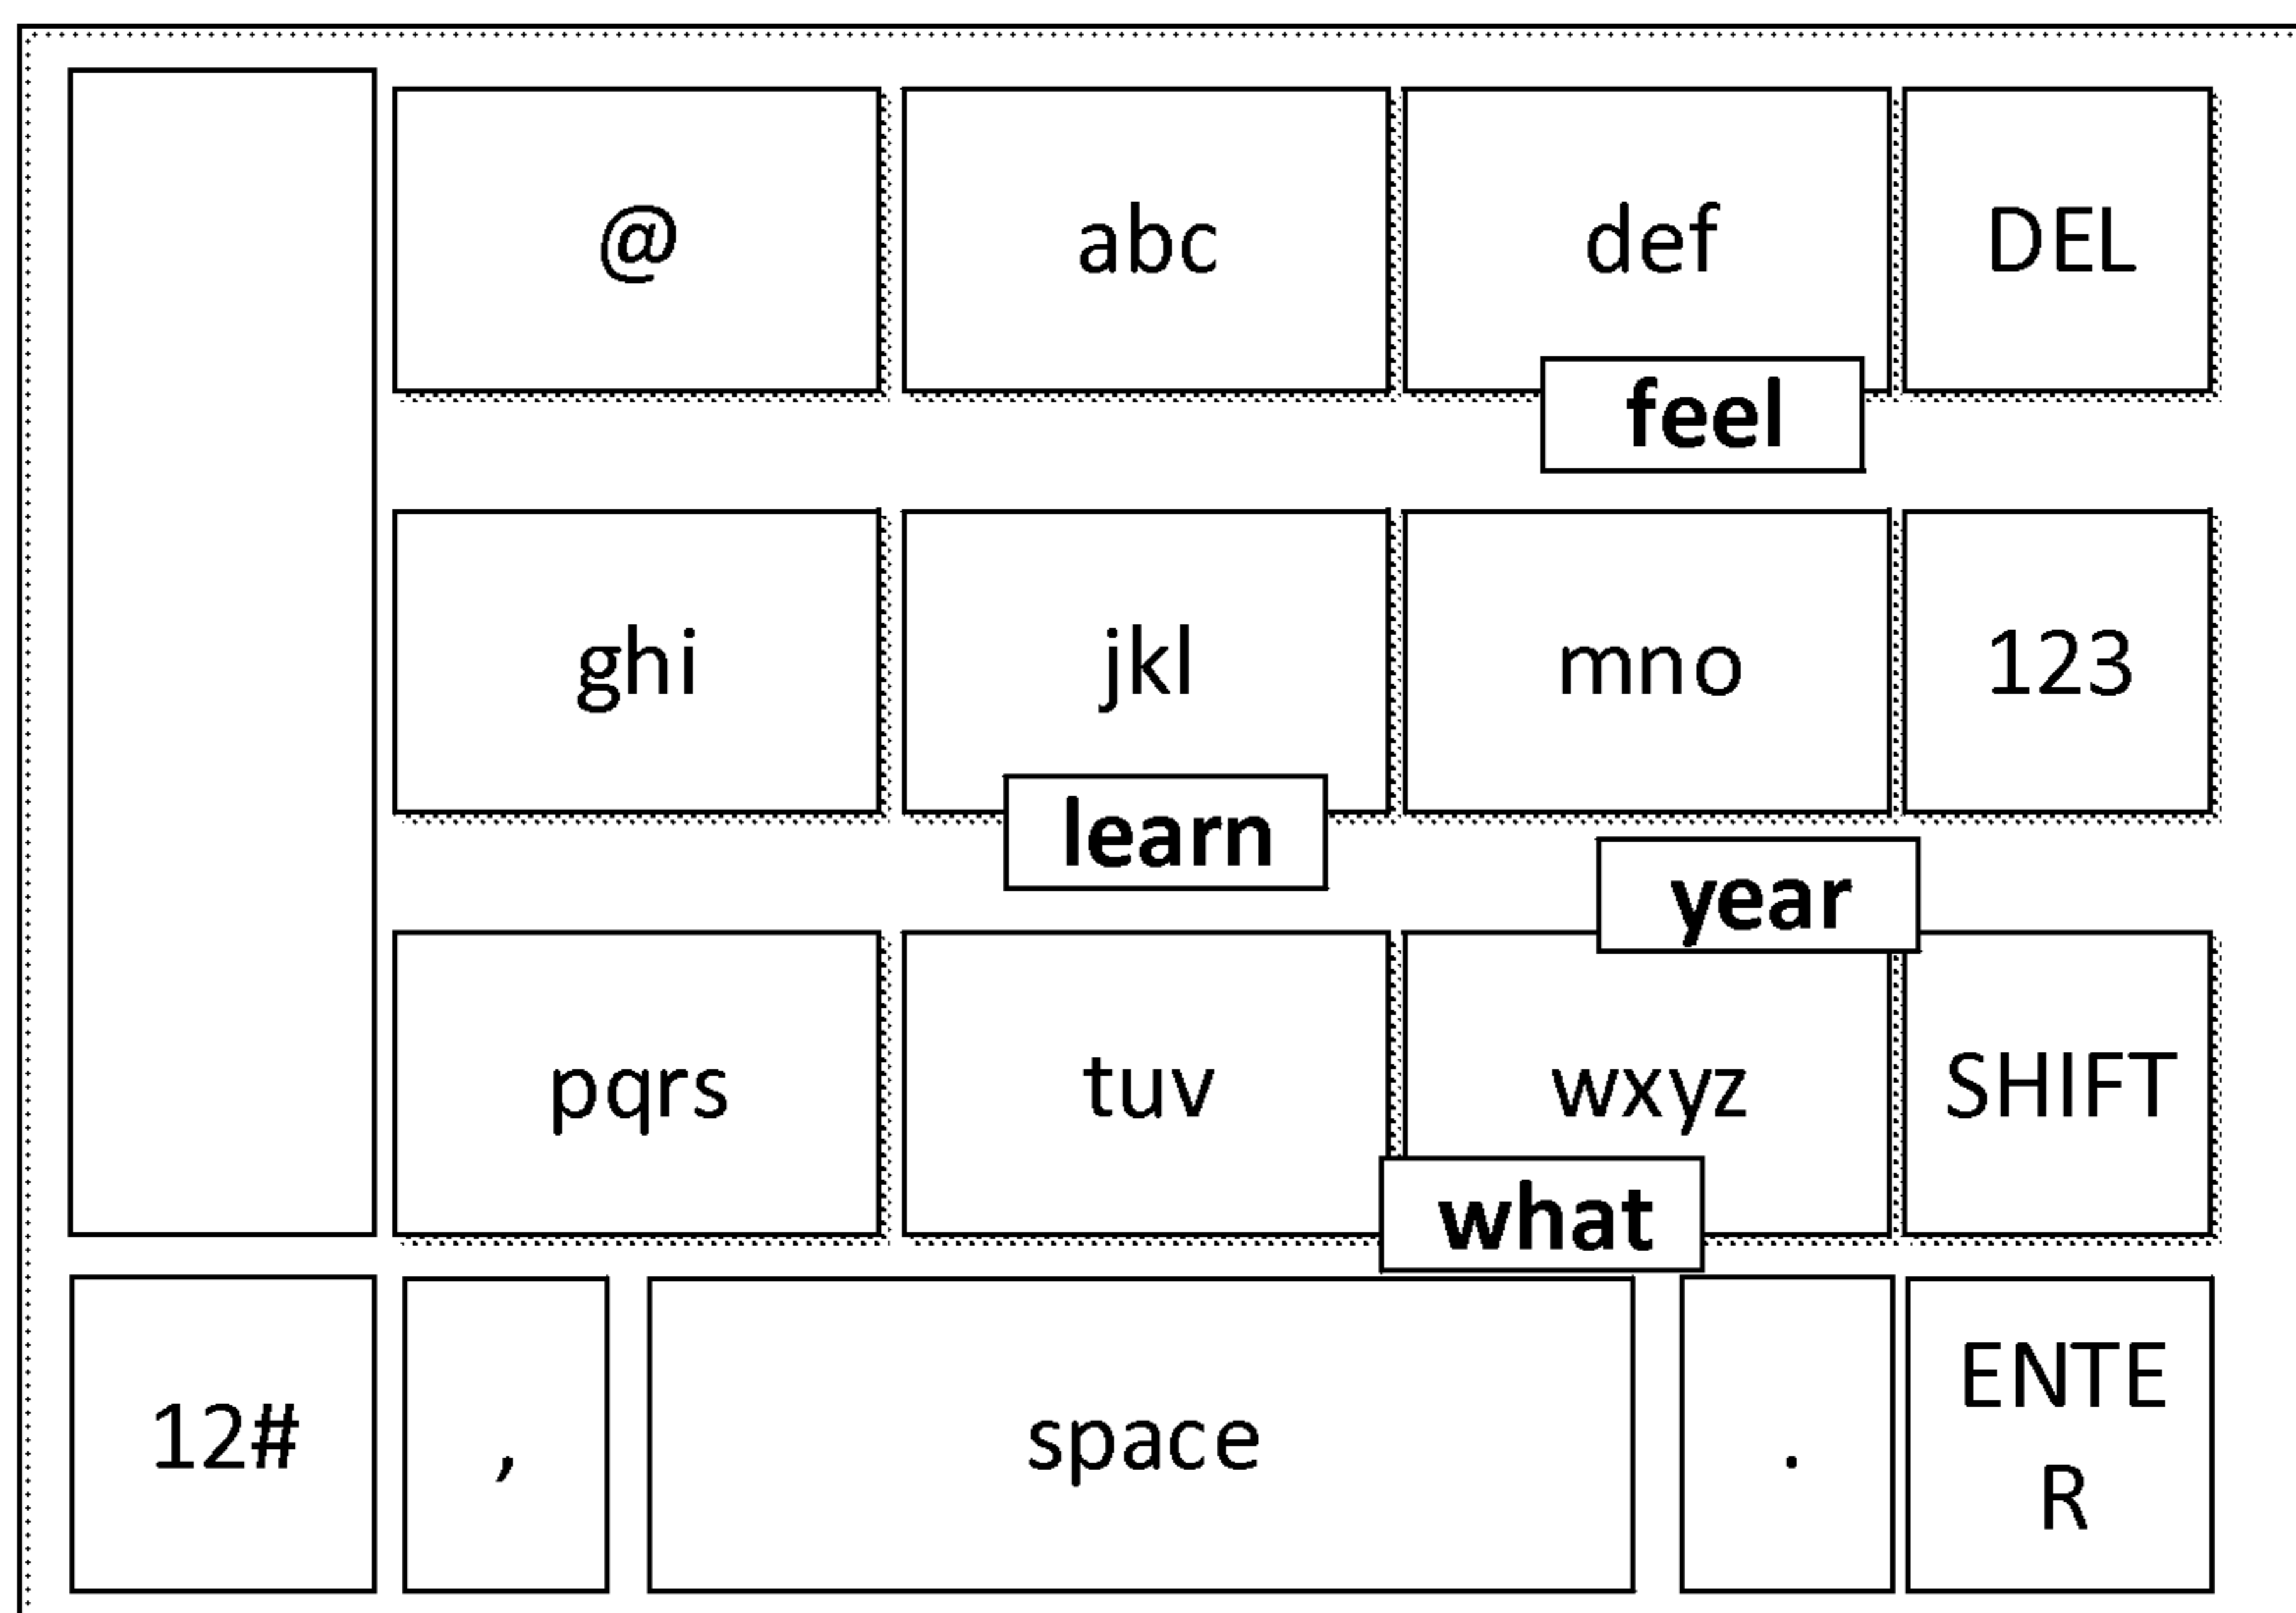 @
abc
def
DEL
feel
ghi
jkl
mno
123
learn
year
pqrs
tuv
wxyz
SHIFT
what
12#
,
space
.
ENTE
R